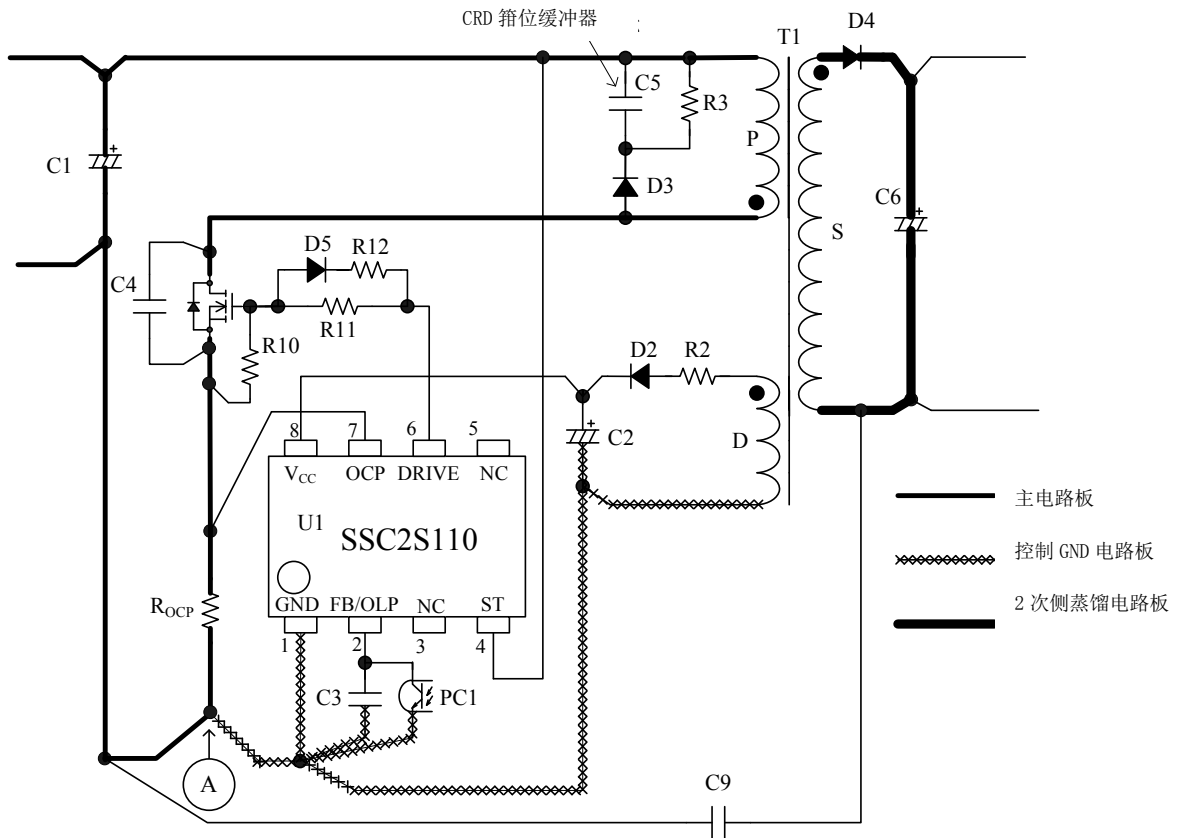 CRD 箝位缓冲器
:
D4
T1
C5
R3
P
C1
D3
C6
S
D5
R12
C4
R11
R10
D2
R2
C2
D
8
7
6
5
VCC
OCP
DRIVE
NC
U1
SSC2S110
ROCP
GND
FB/OLP
NC
ST
1
2
3
4
C3
PC1
A
C9
主电路板
控制 GND 电路板
2 次侧蒸馏电路板